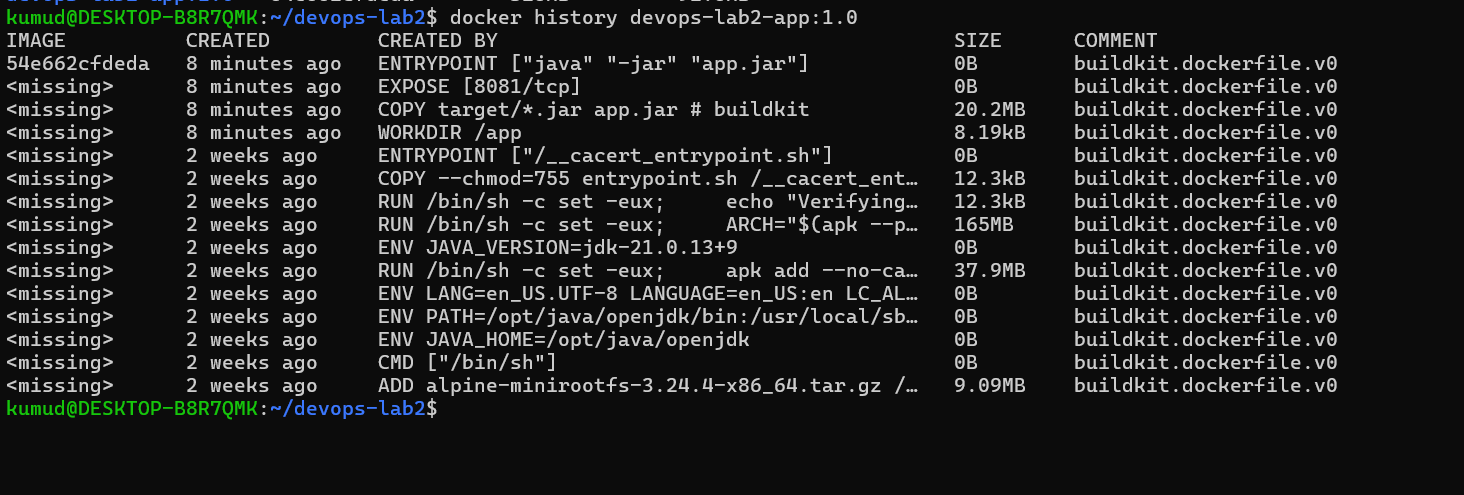 kumud@DESKTOP-B8R7QMK:~/devops-lab2$ docker history devops-lab2-app:1.0
IMAGE          CREATED         CREATED BY                                      SIZE      COMMENT
54e662cfdeda   8 minutes ago   ENTRYPOINT ["java" "-jar" "app.jar"]            0B        buildkit.dockerfile.v0
<missing>      8 minutes ago   EXPOSE [8081/tcp]                               0B        buildkit.dockerfile.v0
<missing>      8 minutes ago   COPY target/*.jar app.jar # buildkit            20.2MB    buildkit.dockerfile.v0
<missing>      8 minutes ago   WORKDIR /app                                    8.19kB    buildkit.dockerfile.v0
<missing>      2 weeks ago     ENTRYPOINT ["/__cacert_entrypoint.sh"]          0B        buildkit.dockerfile.v0
<missing>      2 weeks ago     COPY --chmod=755 entrypoint.sh /__cacert_ent…   12.3kB    buildkit.dockerfile.v0
<missing>      2 weeks ago     RUN /bin/sh -c set -eux;     echo "Verifying…   12.3kB    buildkit.dockerfile.v0
<missing>      2 weeks ago     RUN /bin/sh -c set -eux;     ARCH="$(apk --p…   165MB     buildkit.dockerfile.v0
<missing>      2 weeks ago     ENV JAVA_VERSION=jdk-21.0.13+9                  0B        buildkit.dockerfile.v0
<missing>      2 weeks ago     RUN /bin/sh -c set -eux;     apk add --no-ca…   37.9MB    buildkit.dockerfile.v0
<missing>      2 weeks ago     ENV LANG=en_US.UTF-8 LANGUAGE=en_US:en LC_AL…   0B        buildkit.dockerfile.v0
<missing>      2 weeks ago     ENV PATH=/opt/java/openjdk/bin:/usr/local/sb…   0B        buildkit.dockerfile.v0
<missing>      2 weeks ago     ENV JAVA_HOME=/opt/java/openjdk                 0B        buildkit.dockerfile.v0
<missing>      2 weeks ago     CMD ["/bin/sh"]                                 0B        buildkit.dockerfile.v0
<missing>      2 weeks ago     ADD alpine-minirootfs-3.24.4-x86_64.tar.gz /…   9.09MB    buildkit.dockerfile.v0
kumud@DESKTOP-B8R7QMK:~/devops-lab2$